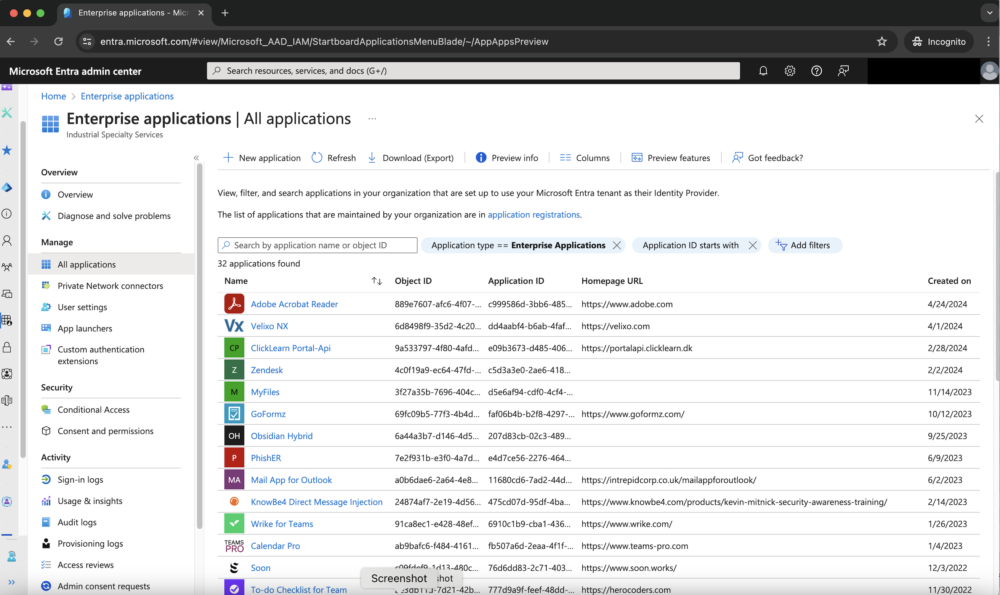 Enterprise applications - Micr
entra.microsoft.com/#view/Microsoft_AAD_IAM/StartboardApplicationsMenuBlade/~/AppAppsPreview
Incognito
Microsoft Entra admin center
Search resources, services, and docs (G+/)
Home > Enterprise applications
Enterprise applications | All applications ...
Industrial Specialty Services
Overview
Overview
Diagnose and solve problems
Manage
All applications
Private Network connectors
User settings
App launchers
Custom authentication
extensions
Security
Conditional Access
Consent and permissions
Activity
Sign-in logs
Usage & insights
Audit logs
Provisioning logs
Access reviews
Admin consent requests
New application Refresh Download (Export) Preview info Columns Preview features Got feedback?
View, filter, and search applications in your organization that are set up to use your Microsoft Entra tenant as their Identity Provider.
The list of applications that are maintained by your organization are in application registrations.
Search by application name or object ID Application type == Enterprise Applications Application ID starts with Add filters
32 applications found
Name Object ID Application ID Homepage URL Created on
Adobe Acrobat Reader 889e7607-afc6-4f07-... c999586d-3bb6-485... https://www.adobe.com 4/24/2024
Vx Velixo NX 6d8498f9-35d2-4c20... dd4aabf4-b6ab-4faf... https://velixo.com 4/1/2024
CP ClickLearn Portal-Api 9a533797-4f80-4afd... e09b3673-d485-406... https://portalapi.clicklearn.dk 2/28/2024
Z Zendesk 4c0f19a9-ec64-47fd-... c5d3a3e0-2ae6-418... 2/2/2024
M MyFiles 3f27a35b-7696-404c... d5e6af94-cdf0-4cf4-... 11/14/2023
GoFormz 69fc09b5-77f3-4b4d... faf06b4b-b2f8-4297-... https://www.goformz.com/ 10/12/2023
OH Obsidian Hybrid 6a44a3b7-d146-4d5... 207d83cb-02c3-489... 9/25/2023
P PhishER 7e2f931b-e3f0-4a7d... e4d7ce56-2276-464... 6/9/2023
MA Mail App for Outlook a0b6dae6-2a64-4e8... 11680cd6-7ad2-44d... https://intrepidcorp.co.uk/mailappforoutlook/ 6/2/2023
KnowBe4 Direct Message Injection 24874af7-2e19-4d56... 475cd07d-95df-4ba... https://www.knowbe4.com/products/kevin-mitnick-security-awareness-training/ 2/14/2023
Wrike for Teams 91ca8ec1-e428-48ef... 6910c1b9-cba1-436... https://www.wrike.com/ 1/26/2023
TEAMS PRO Calendar Pro ab9bafc6-f484-4161... fb507a6d-2eaa-4f1f-... https://www.teams-pro.com 1/4/2023
Soon 76d6dd83-2c71-403... https://www.soon.works/ 12/3/2022
Screenshot shot
To-do Checklist for Team 777d9a9f-feef-48dd-... https://herocoders.com 11/30/2022